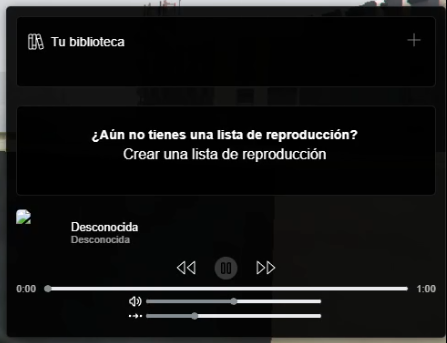 Tu biblioteca
¿Aún no tienes una lista de reproducción?
Crear una lista de reproducción
Desconocida
Desconocida
0:00
1:00